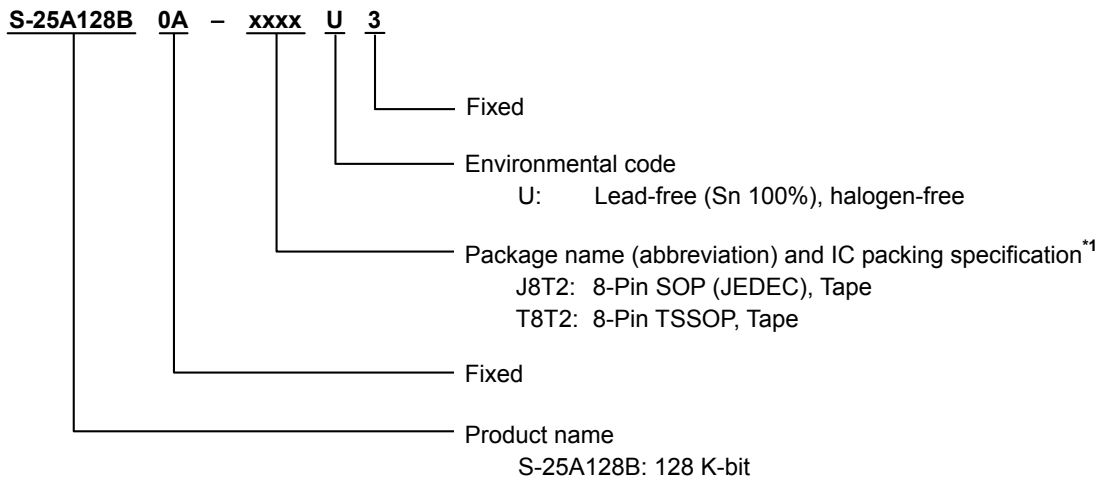 S-25A128B 0A – xxxx U 3
Fixed
Environmental code
U: Lead-free (Sn 100%), halogen-free
Package name (abbreviation) and IC packing specification*1
J8T2: 8-Pin SOP (JEDEC), Tape
T8T2: 8-Pin TSSOP, Tape
Fixed
Product name
S-25A128B: 128 K-bit